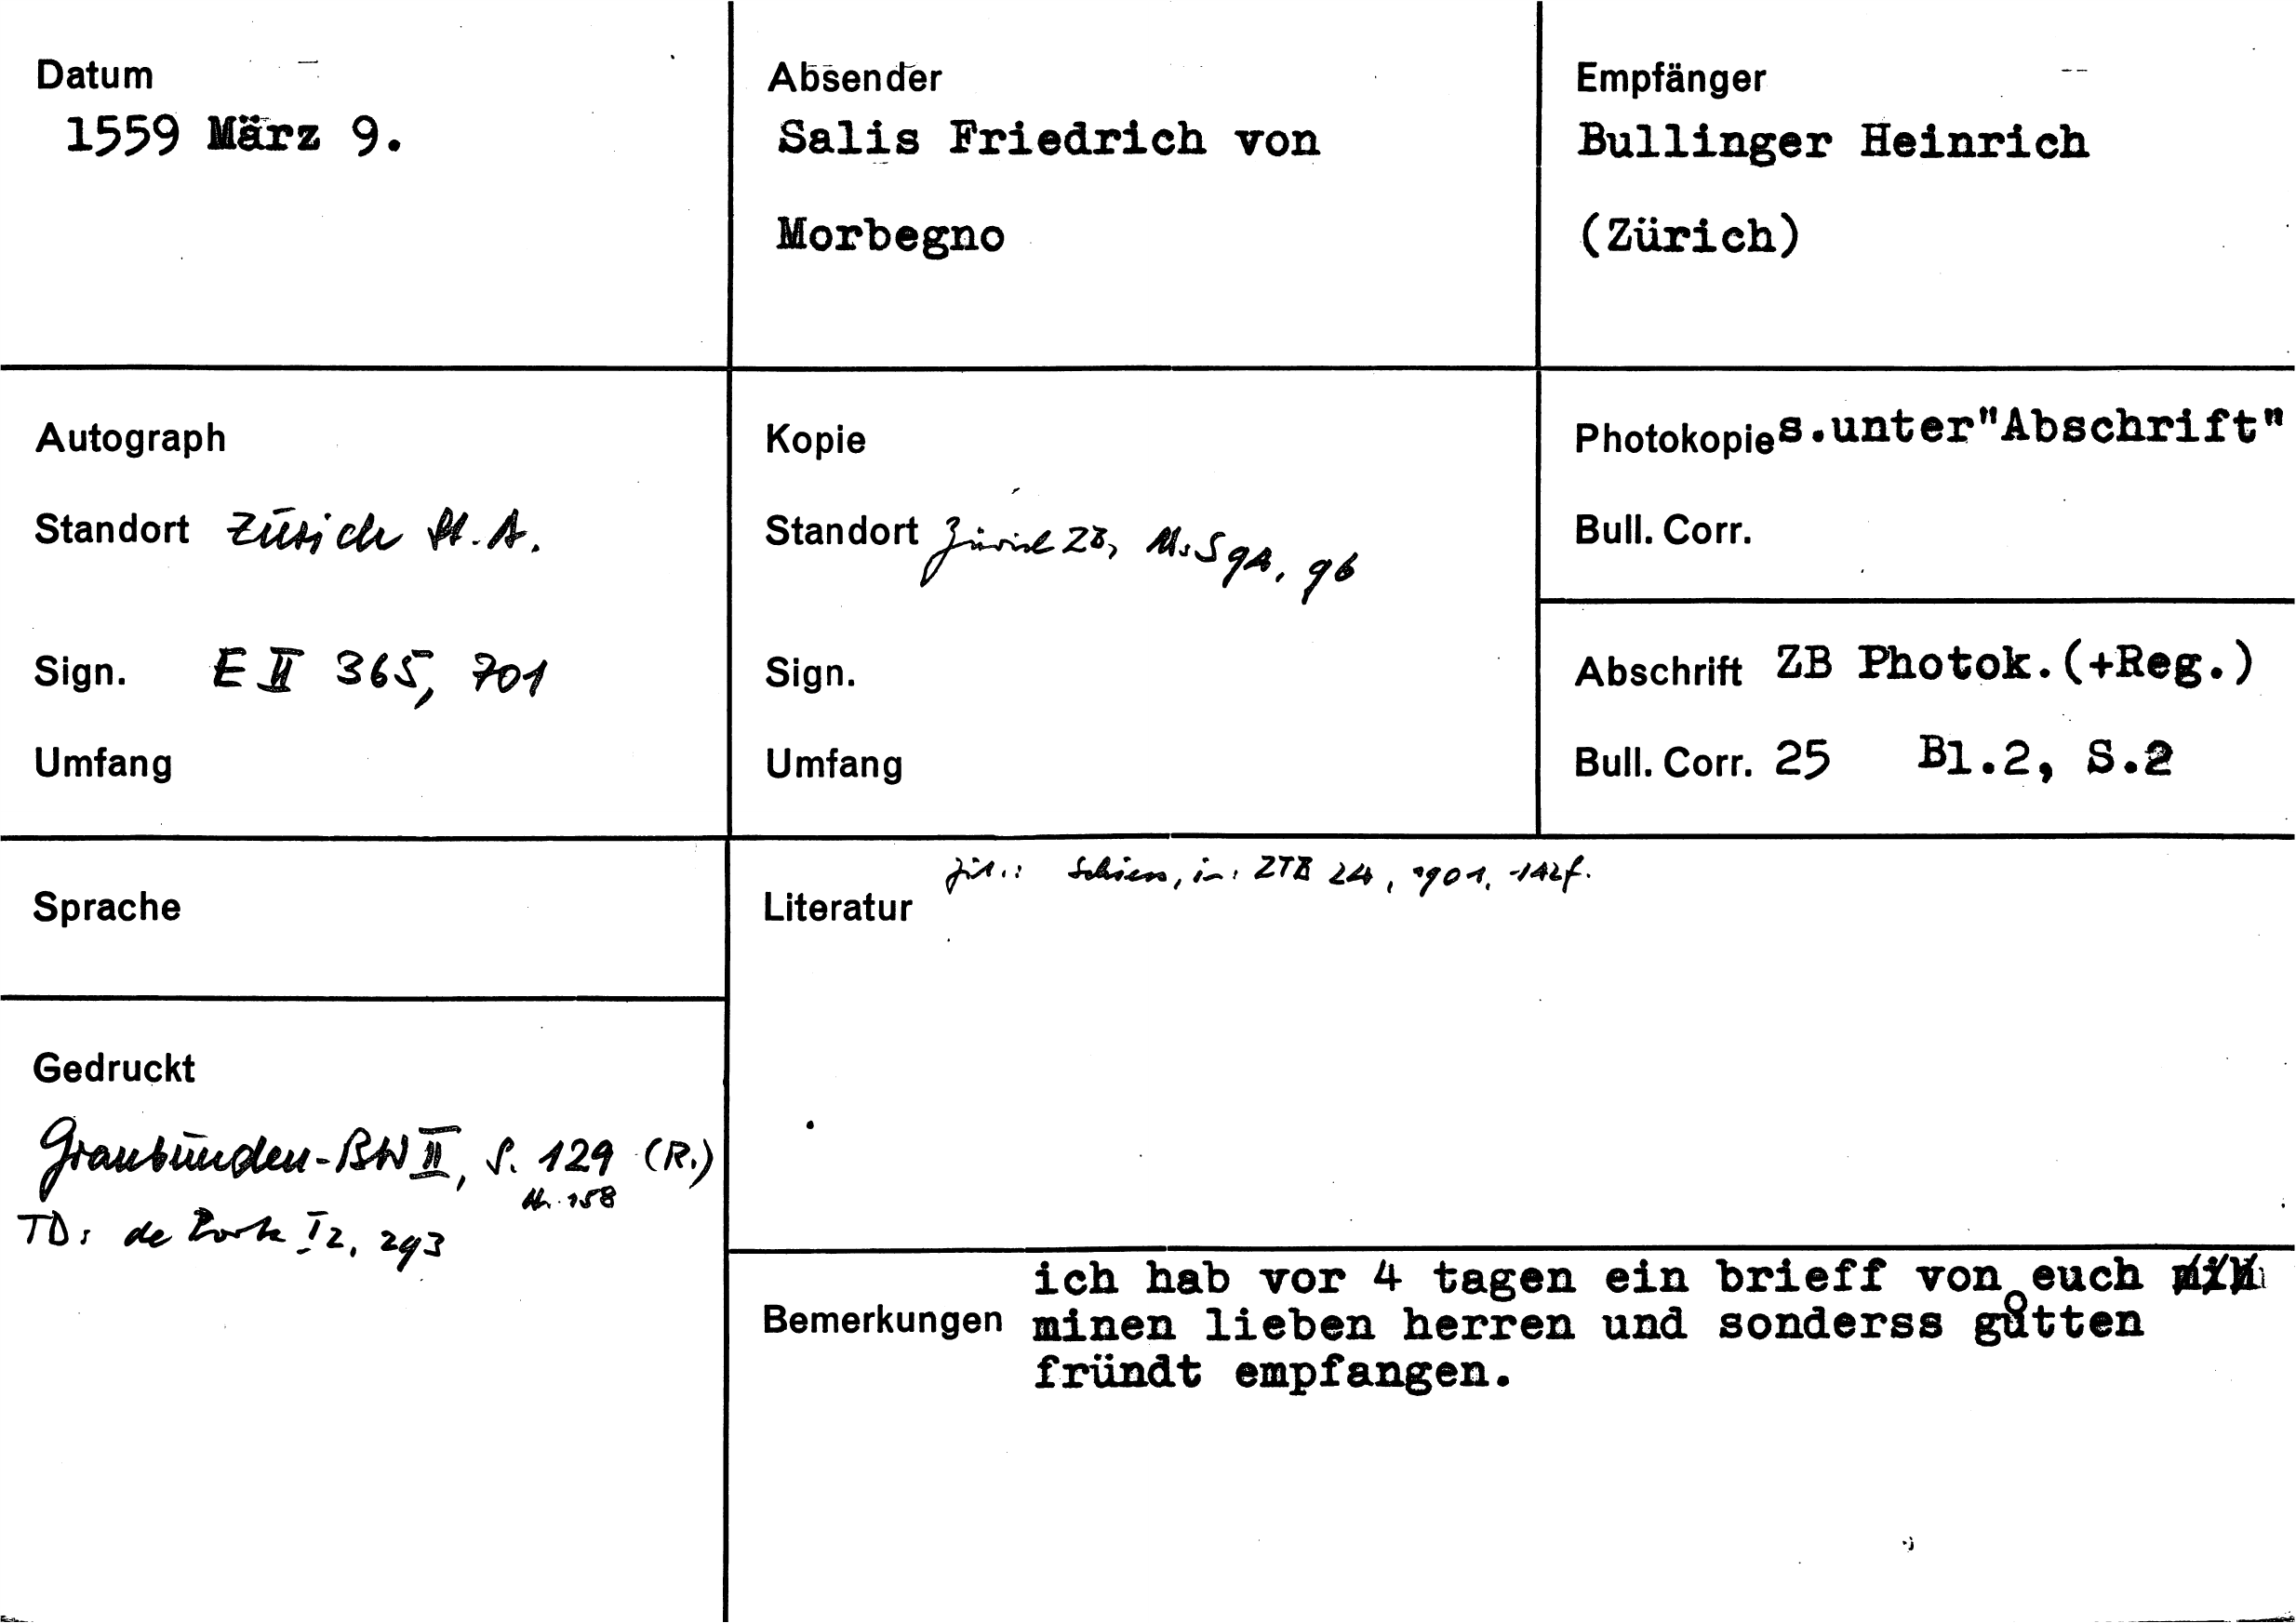 Datum
1559 März 9.
Absender
Salis Friedrich von
Morbegno
Empfänger
Bullinger Heinrich
(Zürich)
Autograph
Standort Zürich St.A.
Sign. E II 365, 701
Umfang
Kopie
Standort Zürich ZB, Ms S 92, 96
Sign.
Umfang
Photokopie s.unter"Abschrift"
Bull. Corr.
Abschrift ZB Photok.(+Reg.)
Bull. Corr. 25 Bl.2, S.2
Sprache
Gedruckt
Graubünden-BW II, S. 129 (R.)
Nr. 158
TD: de Porta I 2, 293
Literatur
Zit.: Schiess, in: ZTB 24, 1901, 142f.
Bemerkungen
ich hab vor 4 tagen ein brieff von euch
minen lieben herren und sonderss gůtten
fründt empfangen.